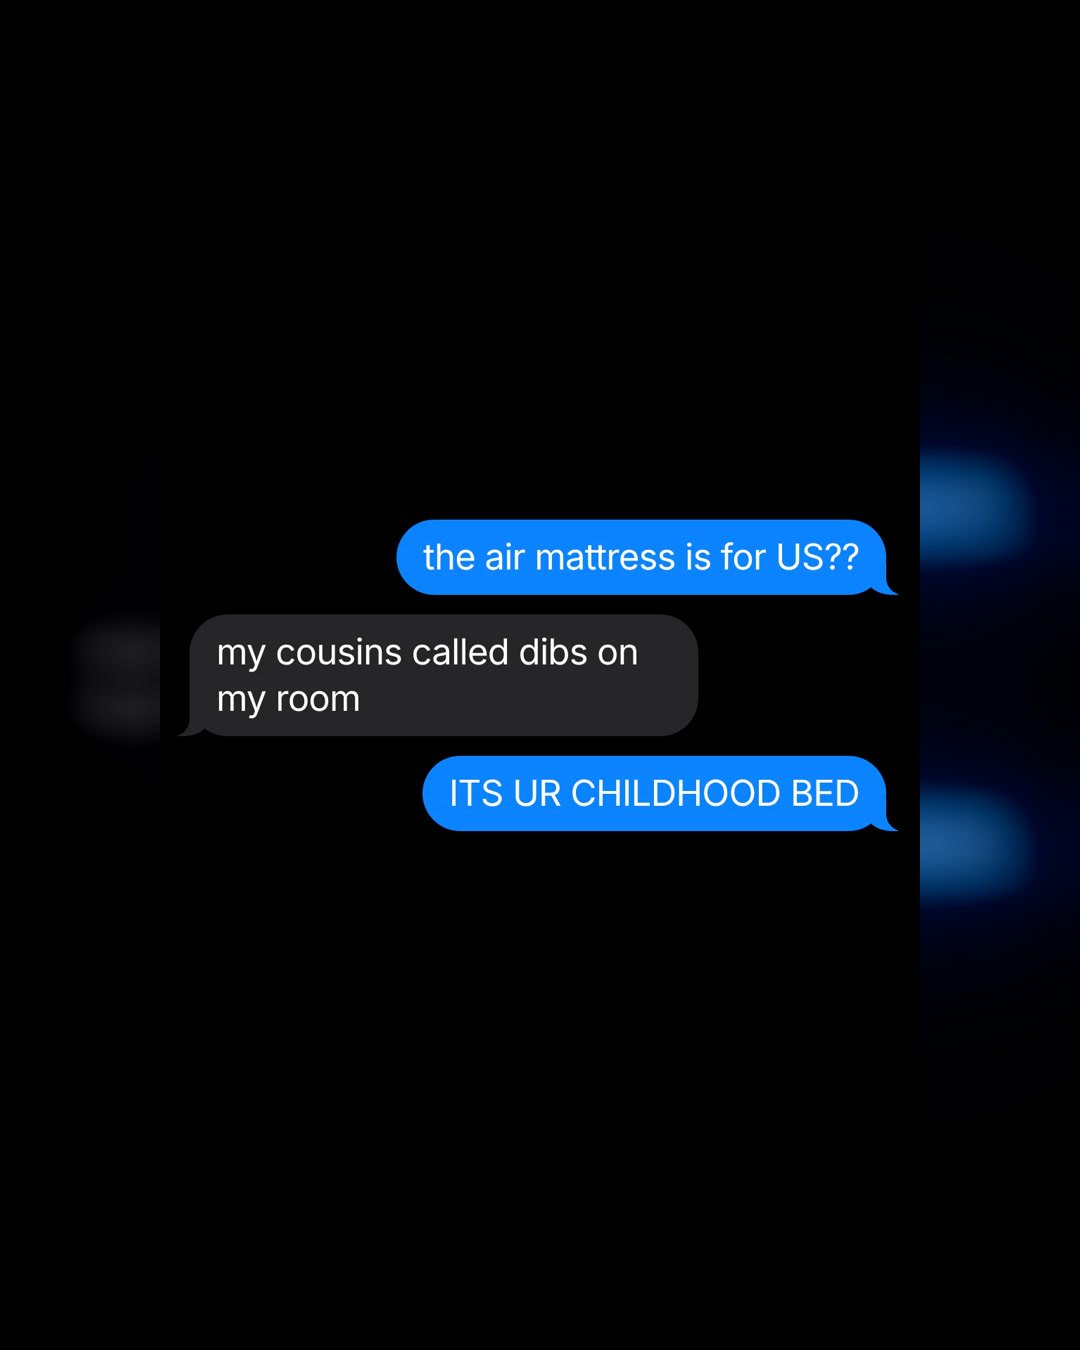 the air mattress is for US??
my cousins called dibs on
my room
ITS UR CHILDHOOD BED